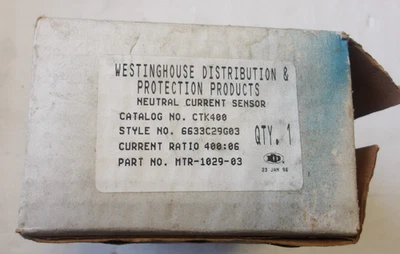 WESTINGHOUSE DISTRIBUTION &
PROTECTION PRODUCTS
NEUTRAL CURRENT SENSOR
CATALOG NO. CTK400
STYLE NO. 6633C29G03
CURRENT RATIO 400:06
PART NO. MTR-1029-03
QTY. 1